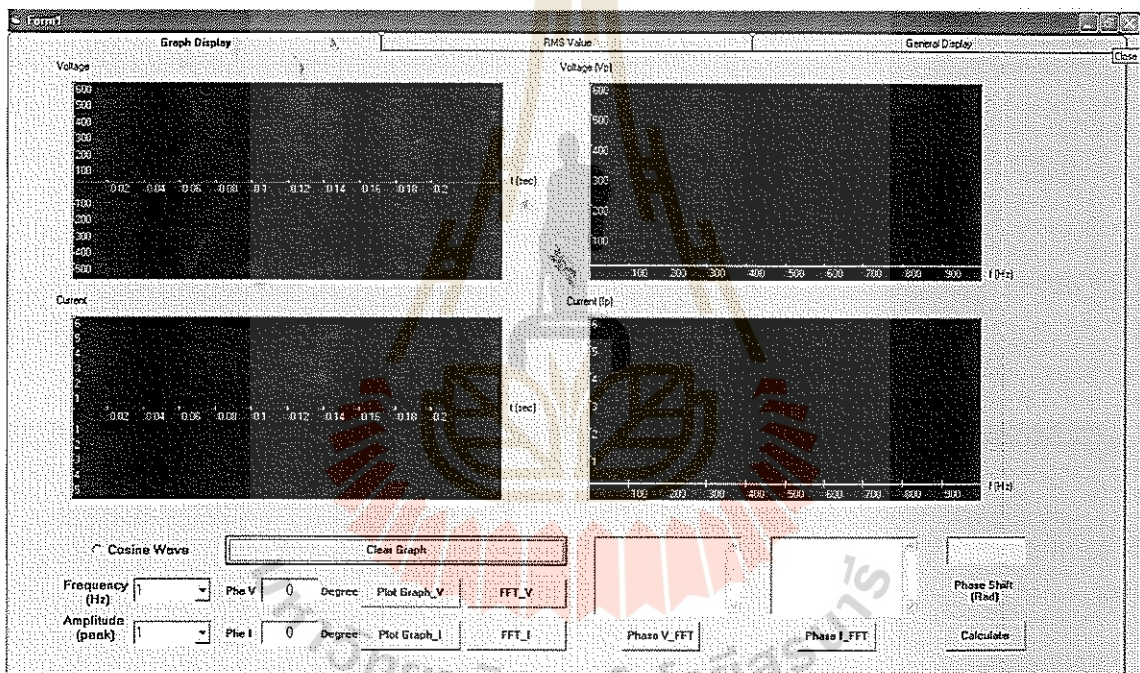 Form1
Graph Display
RMS Value
General Display
Close
Voltage
Voltage (Vp)
600
500
400
300
200
100
0.02 0.04 0.06 0.08 0.1 0.12 0.14 0.16 0.18 0.2
t (sec)
-100
-200
-300
-400
-500
600
500
400
300
200
100
100 200 300 400 500 600 700 800 900 f (Hz)
Current
Current (Ip)
6
5
4
3
2
1
0.02 0.04 0.06 0.08 0.1 0.12 0.14 0.16 0.18 0.2
t (sec)
6
5
4
3
2
1
100 200 300 400 500 600 700 800 900 f (Hz)
Cosine Wave
Clear Graph
Frequency (Hz) 1
Phe V 0 Degree
Plot Graph_V
FFT_V
Phase Shift (Rad)
Amplitude (peak) 1
Phe I 0 Degree
Plot Graph_I
FFT_I
Phase V_FFT
Phase I_FFT
Calculate